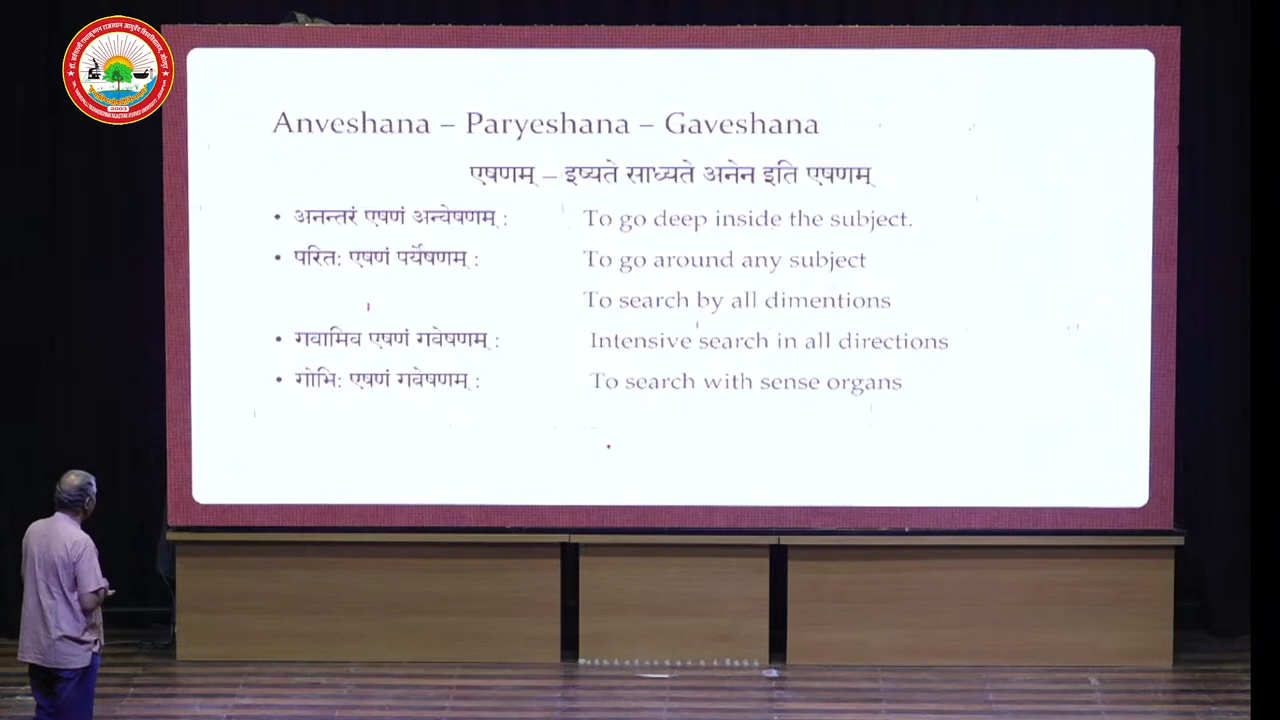 Anveshana – Paryeshana – Gaveshana
एषणम् – इष्यते साध्यते अनेन इति एषणम्
• अनन्तरं एषणं अन्वेषणम् : To go deep inside the subject.
• परितः एषणं पर्येषणम् : To go around any subject
To search by all dimentions
• गवामिव एषणं गवेषणम् : Intensive search in all directions
• गोभिः एषणं गवेषणम् : To search with sense organs
2003